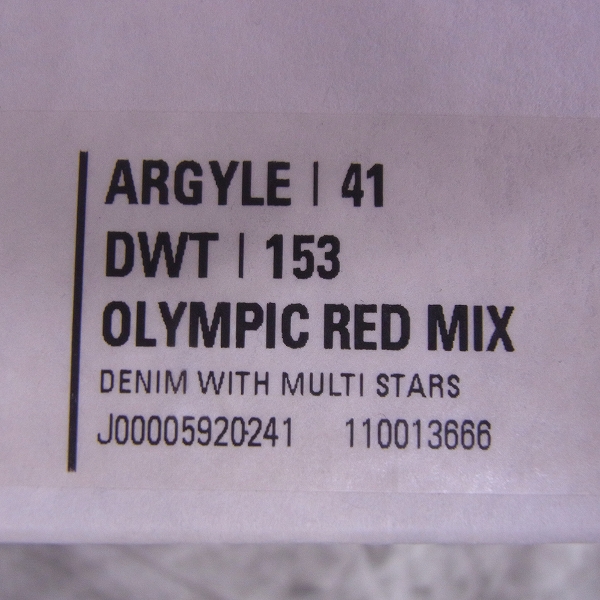 ARGYLE | 41
DWT | 153
OLYMPIC RED MIX
DENIM WITH MULTI STARS
J00005920-241 110013666